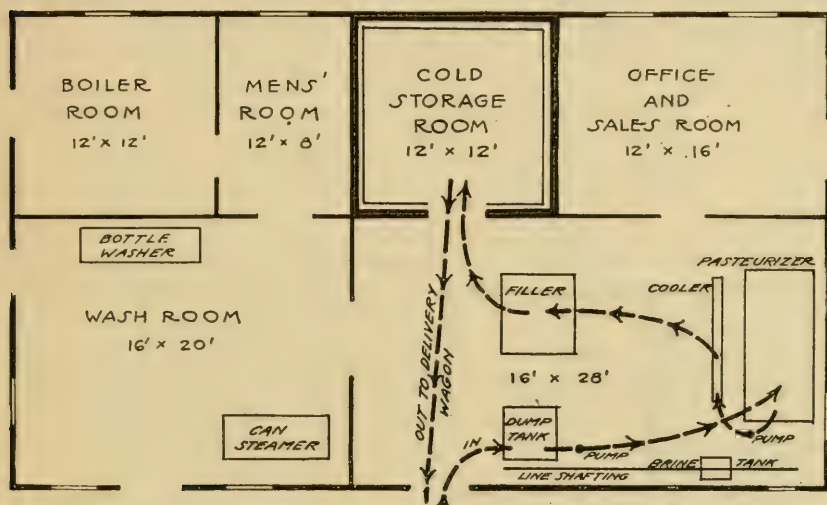 BOILER
ROOM
12' x 12'
MENS'
ROOM
12' x 8'
COLD
STORAGE
ROOM
12' x 12'
OFFICE
AND
SALES ROOM
12' x .16'
BOTTLE
WASHER
WASH ROOM
16' x 20'
CAN
STEAMER
OUT TO DELIVERY
WAGON
FILLER
COOLER
PASTEURIZER
16' x 28'
DUMP
TANK
IN
PUMP
PUMP
LINE SHAFTING
BRINE TANK